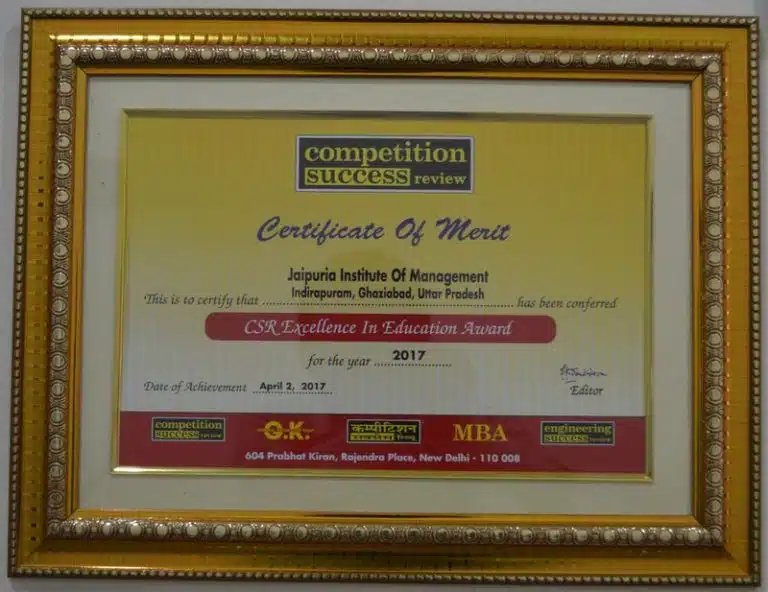 competition
success review
Certificate Of Merit
Jaipuria Institute Of Management
Indirapuram, Ghaziabad, Uttar Pradesh
This is to certify that ........ has been conferred
CSR Excellence In Education Award
for the year 2017
Date of Achievement April 2, 2017
Editor
competition
success review
G.K.
कम्पीटिशन
MBA
engineering
success review
604 Prabhat Kiran, Rajendra Place, New Delhi - 110 008